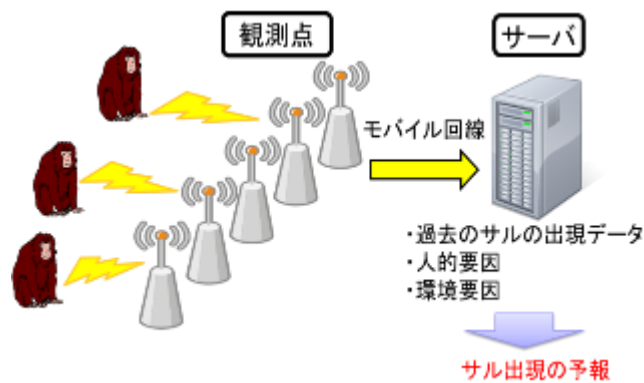 観測点
サーバ
モバイル回線
・過去のサルの出現データ
・人的要因
・環境要因
サル出現の予報